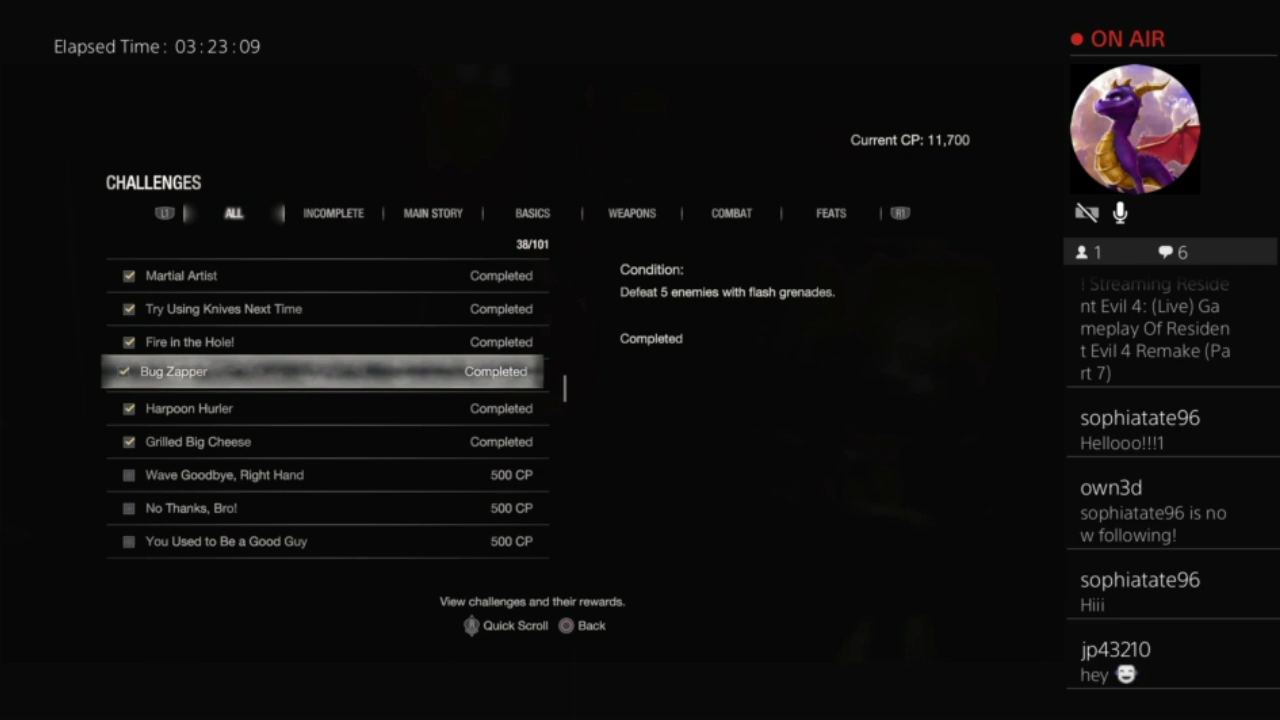 Elapsed Time: 03:23:09
ON AIR
Current CP: 11,700
CHALLENGES
L1 ALL INCOMPLETE MAIN STORY BASICS WEAPONS COMBAT FEATS R1
38/101
Martial Artist Completed
Try Using Knives Next Time Completed
Fire in the Hole! Completed
Bug Zapper Completed
Harpoon Hurler Completed
Grilled Big Cheese Completed
Wave Goodbye, Right Hand 500 CP
No Thanks, Bro! 500 CP
You Used to Be a Good Guy 500 CP
Condition:
Defeat 5 enemies with flash grenades.
Completed
View challenges and their rewards.
R Quick Scroll Back
1 6
! Streaming Reside
nt Evil 4: (Live) Ga
meplay Of Residen
t Evil 4 Remake (Pa
rt 7)
sophiatate96
Hellooo!!!1
own3d
sophiatate96 is no
w following!
sophiatate96
Hiii
jp43210
hey